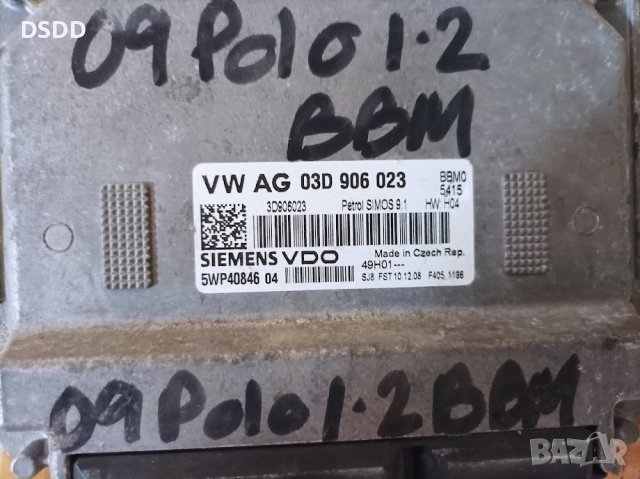 DSDD
09 Polo 1.2
BBM
VW AG 03D 906 023
BBM0
5415
3D906023 Petrol SIMOS 9.1 HW: H04
SIEMENS VDO
Made in Czech Rep.
49H01---
5WP40846 04
SJ8 FST 10.12.08 F405 1196
09 Polo 1.2 BBM
BAZAR